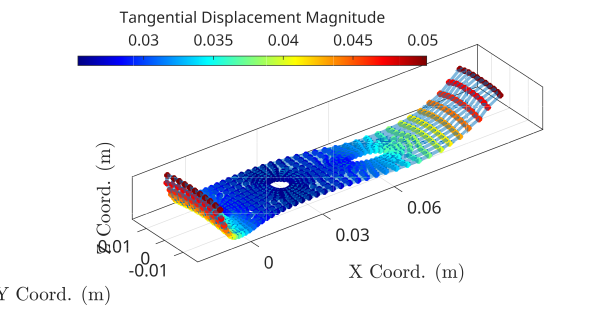 Tangential Displacement Magnitude
0.03 0.035 0.04 0.045 0.05
Z Coord. (m)
0.01
0
-0.01
Y Coord. (m)
0
0.03
0.06
X Coord. (m)